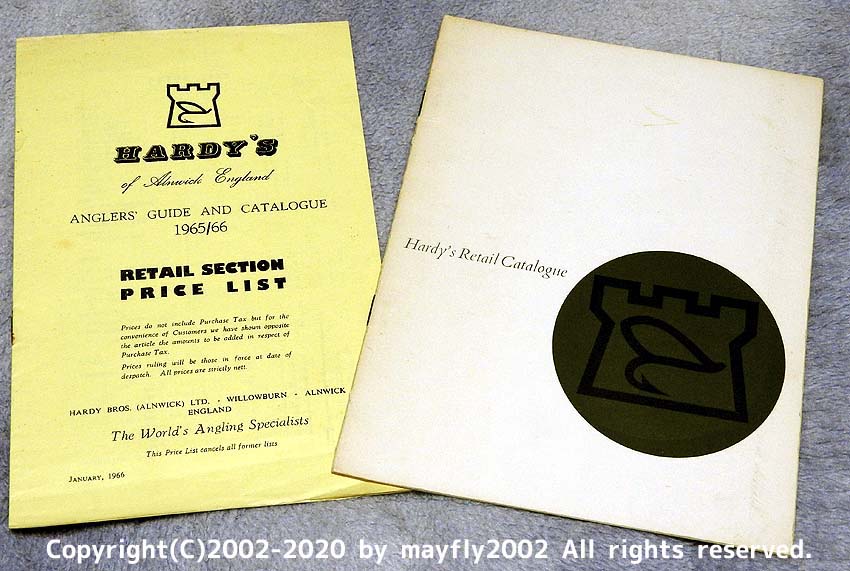 HARDY'S
of Alnwick England
ANGLERS' GUIDE AND CATALOGUE
1965/66
RETAIL SECTION
PRICE LIST
Prices do not include Purchase Tax but for the
convenience of Customers we have shown opposite
the article the amounts to be added in respect of
Purchase Tax.
Prices ruling will be those in force at date of
despatch. All prices are strictly nett.
HARDY BROS. (ALNWICK) LTD. - WILLOWBURN - ALNWICK
ENGLAND
The World's Angling Specialists
This Price List cancels all former lists
JANUARY, 1966
Hardy's Retail Catalogue
Copyright(C)2002-2020 by mayfly2002 All rights reserved.